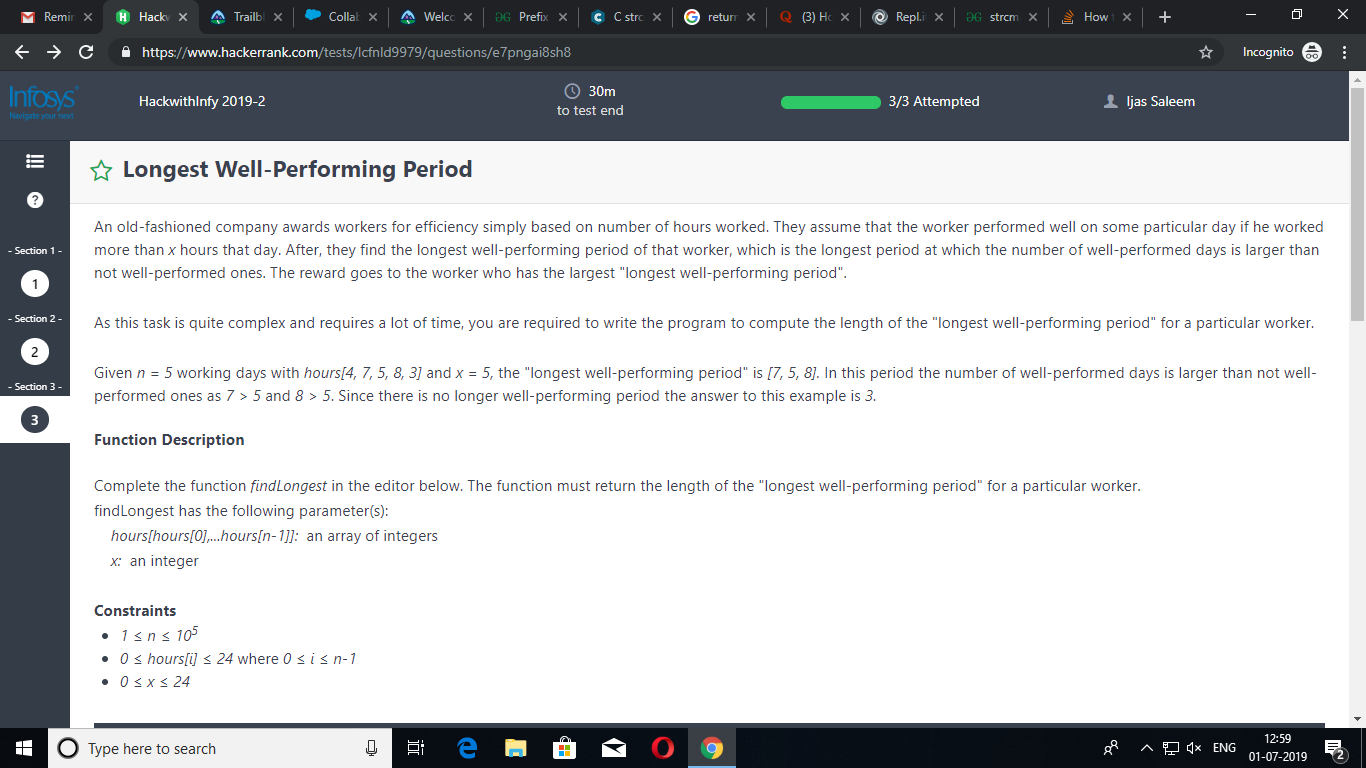 Remir
Hackw
Trailbl
Collat
Welco
Prefix
C strc
returr
(3) Hc
Repl.i
strcm
How
https://www.hackerrank.com/tests/lcfnld9979/questions/e7pngai8sh8
Incognito
Infosys
Navigate your next
HackwithInfy 2019-2
30m
to test end
3/3 Attempted
Ijas Saleem
Longest Well-Performing Period
- Section 1 -
1
- Section 2 -
2
- Section 3 -
3
An old-fashioned company awards workers for efficiency simply based on number of hours worked. They assume that the worker performed well on some particular day if he worked
more than x hours that day. After, they find the longest well-performing period of that worker, which is the longest period at which the number of well-performed days is larger than
not well-performed ones. The reward goes to the worker who has the largest "longest well-performing period".
As this task is quite complex and requires a lot of time, you are required to write the program to compute the length of the "longest well-performing period" for a particular worker.
Given n = 5 working days with hours[4, 7, 5, 8, 3] and x = 5, the "longest well-performing period" is [7, 5, 8]. In this period the number of well-performed days is larger than not well-
performed ones as 7 > 5 and 8 > 5. Since there is no longer well-performing period the answer to this example is 3.
Function Description
Complete the function findLongest in the editor below. The function must return the length of the "longest well-performing period" for a particular worker.
findLongest has the following parameter(s):
hours[hours[0],...hours[n-1]]: an array of integers
x: an integer
Constraints
• 1 ≤ n ≤ 10⁵
• 0 ≤ hours[i] ≤ 24 where 0 ≤ i ≤ n-1
• 0 ≤ x ≤ 24
Type here to search
ENG
12:59
01-07-2019
2